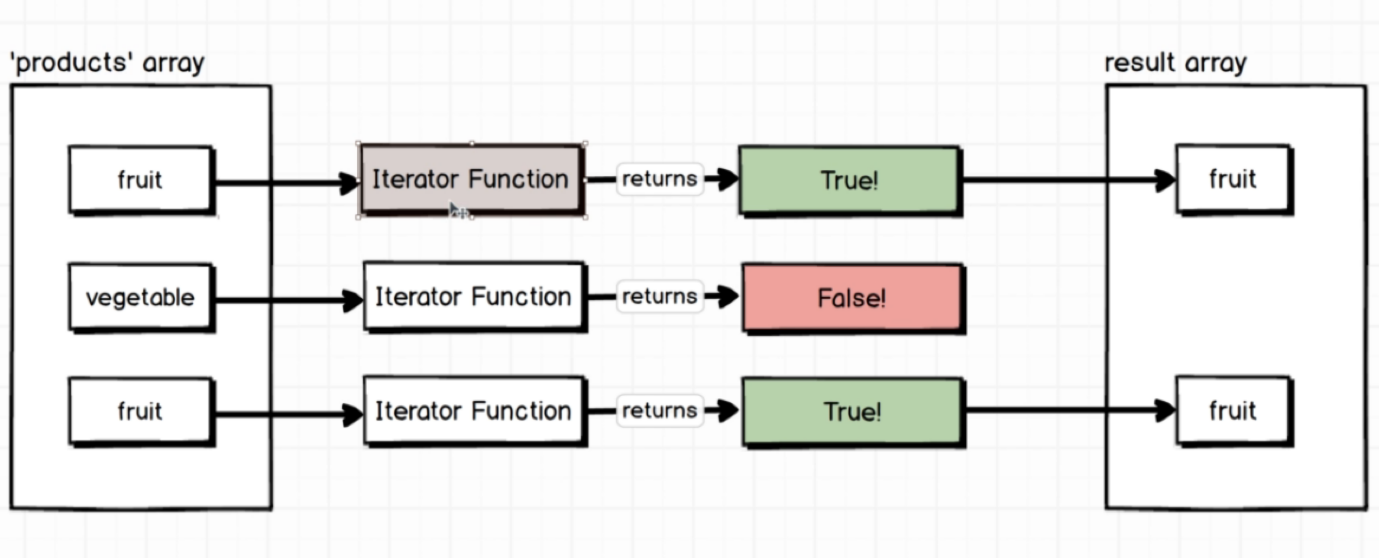 'products' array
result array
fruit
Iterator Function
returns
True!
fruit
vegetable
Iterator Function
returns
False!
fruit
Iterator Function
returns
True!
fruit